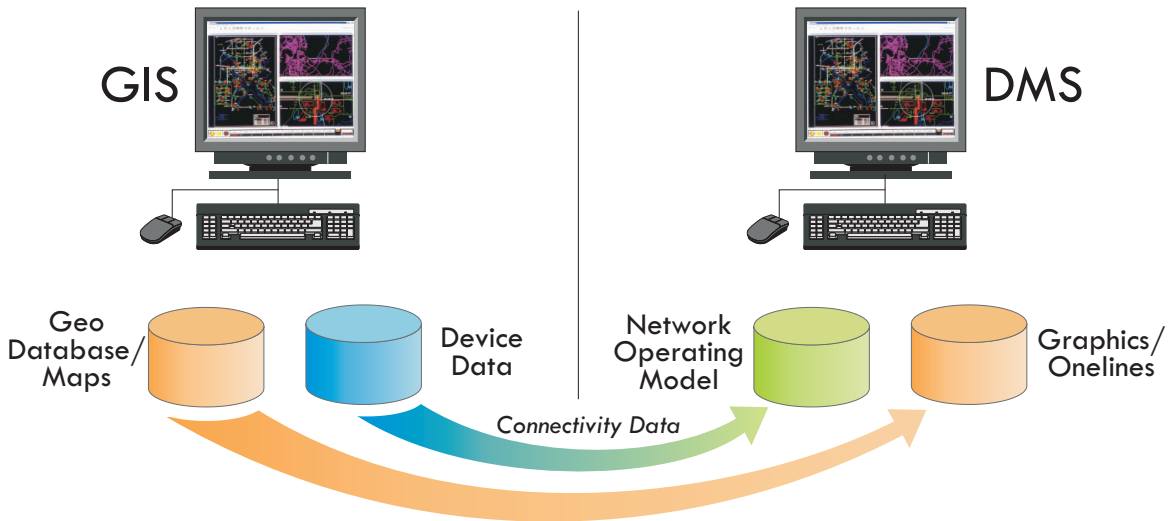 GIS
DMS
Geo
Database/
Maps
Device
Data
Network
Operating
Model
Graphics/
Onelines
Connectivity Data